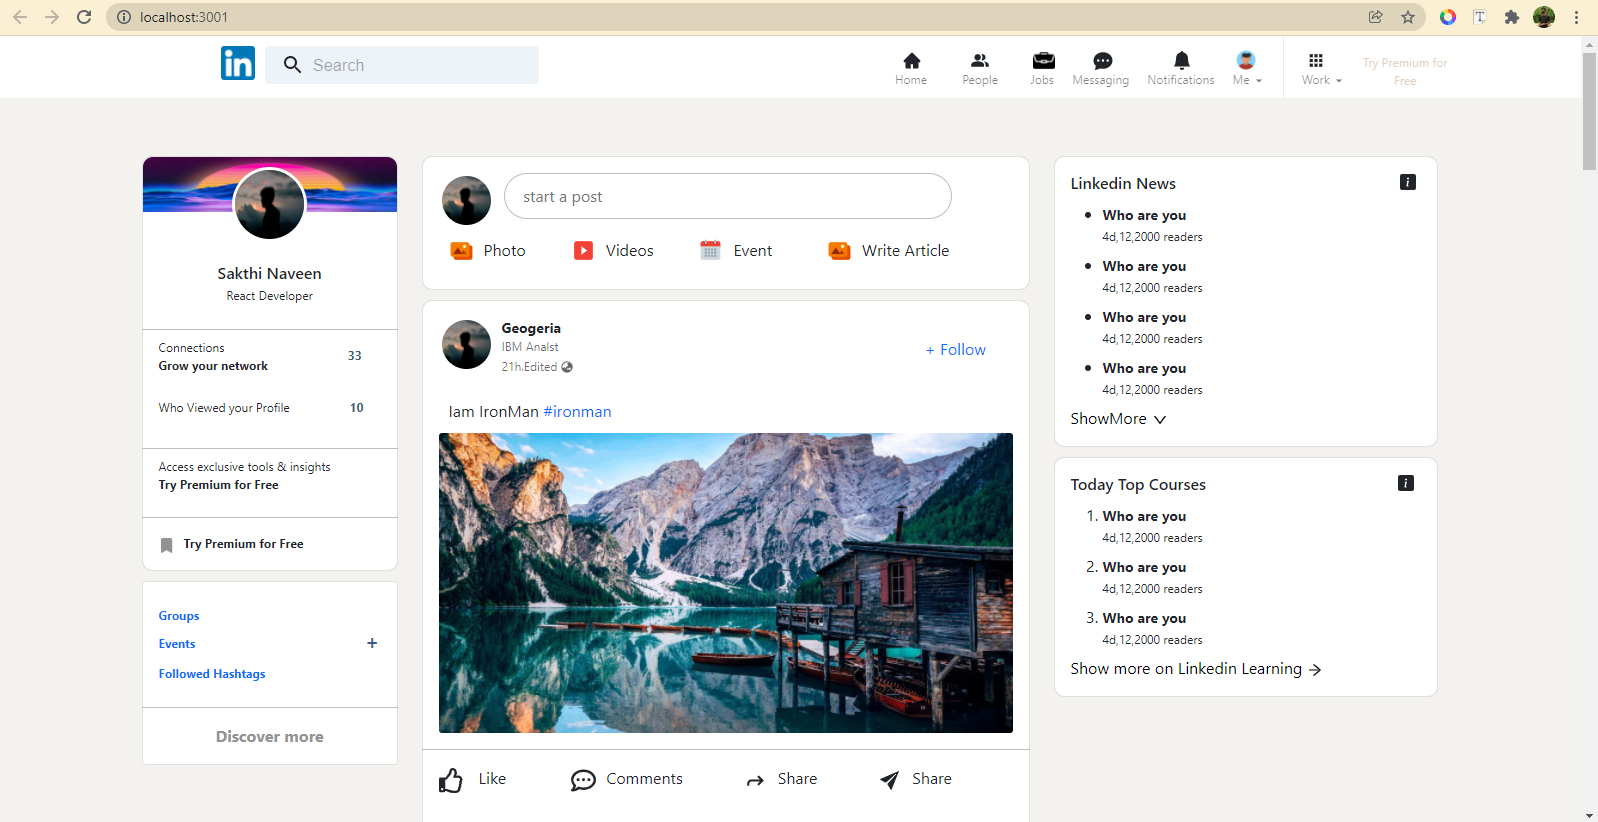 localhost:3001
in
Search
Home
People
Jobs
Messaging
Notifications
Me
Work
Try Premium for
Free
Sakthi Naveen
React Developer
Connections
33
Grow your network
Who Viewed your Profile
10
Access exclusive tools & insights
Try Premium for Free
Try Premium for Free
Groups
Events
+
Followed Hashtags
Discover more
start a post
Photo
Videos
Event
Write Article
Geogeria
IBM Analst
21h.Edited
+ Follow
Iam IronMan #ironman
Like
Comments
Share
Share
Linkedin News
i
Who are you
4d,12,2000 readers
Who are you
4d,12,2000 readers
Who are you
4d,12,2000 readers
Who are you
4d,12,2000 readers
ShowMore
Today Top Courses
i
1. Who are you
4d,12,2000 readers
2. Who are you
4d,12,2000 readers
3. Who are you
4d,12,2000 readers
Show more on Linkedin Learning